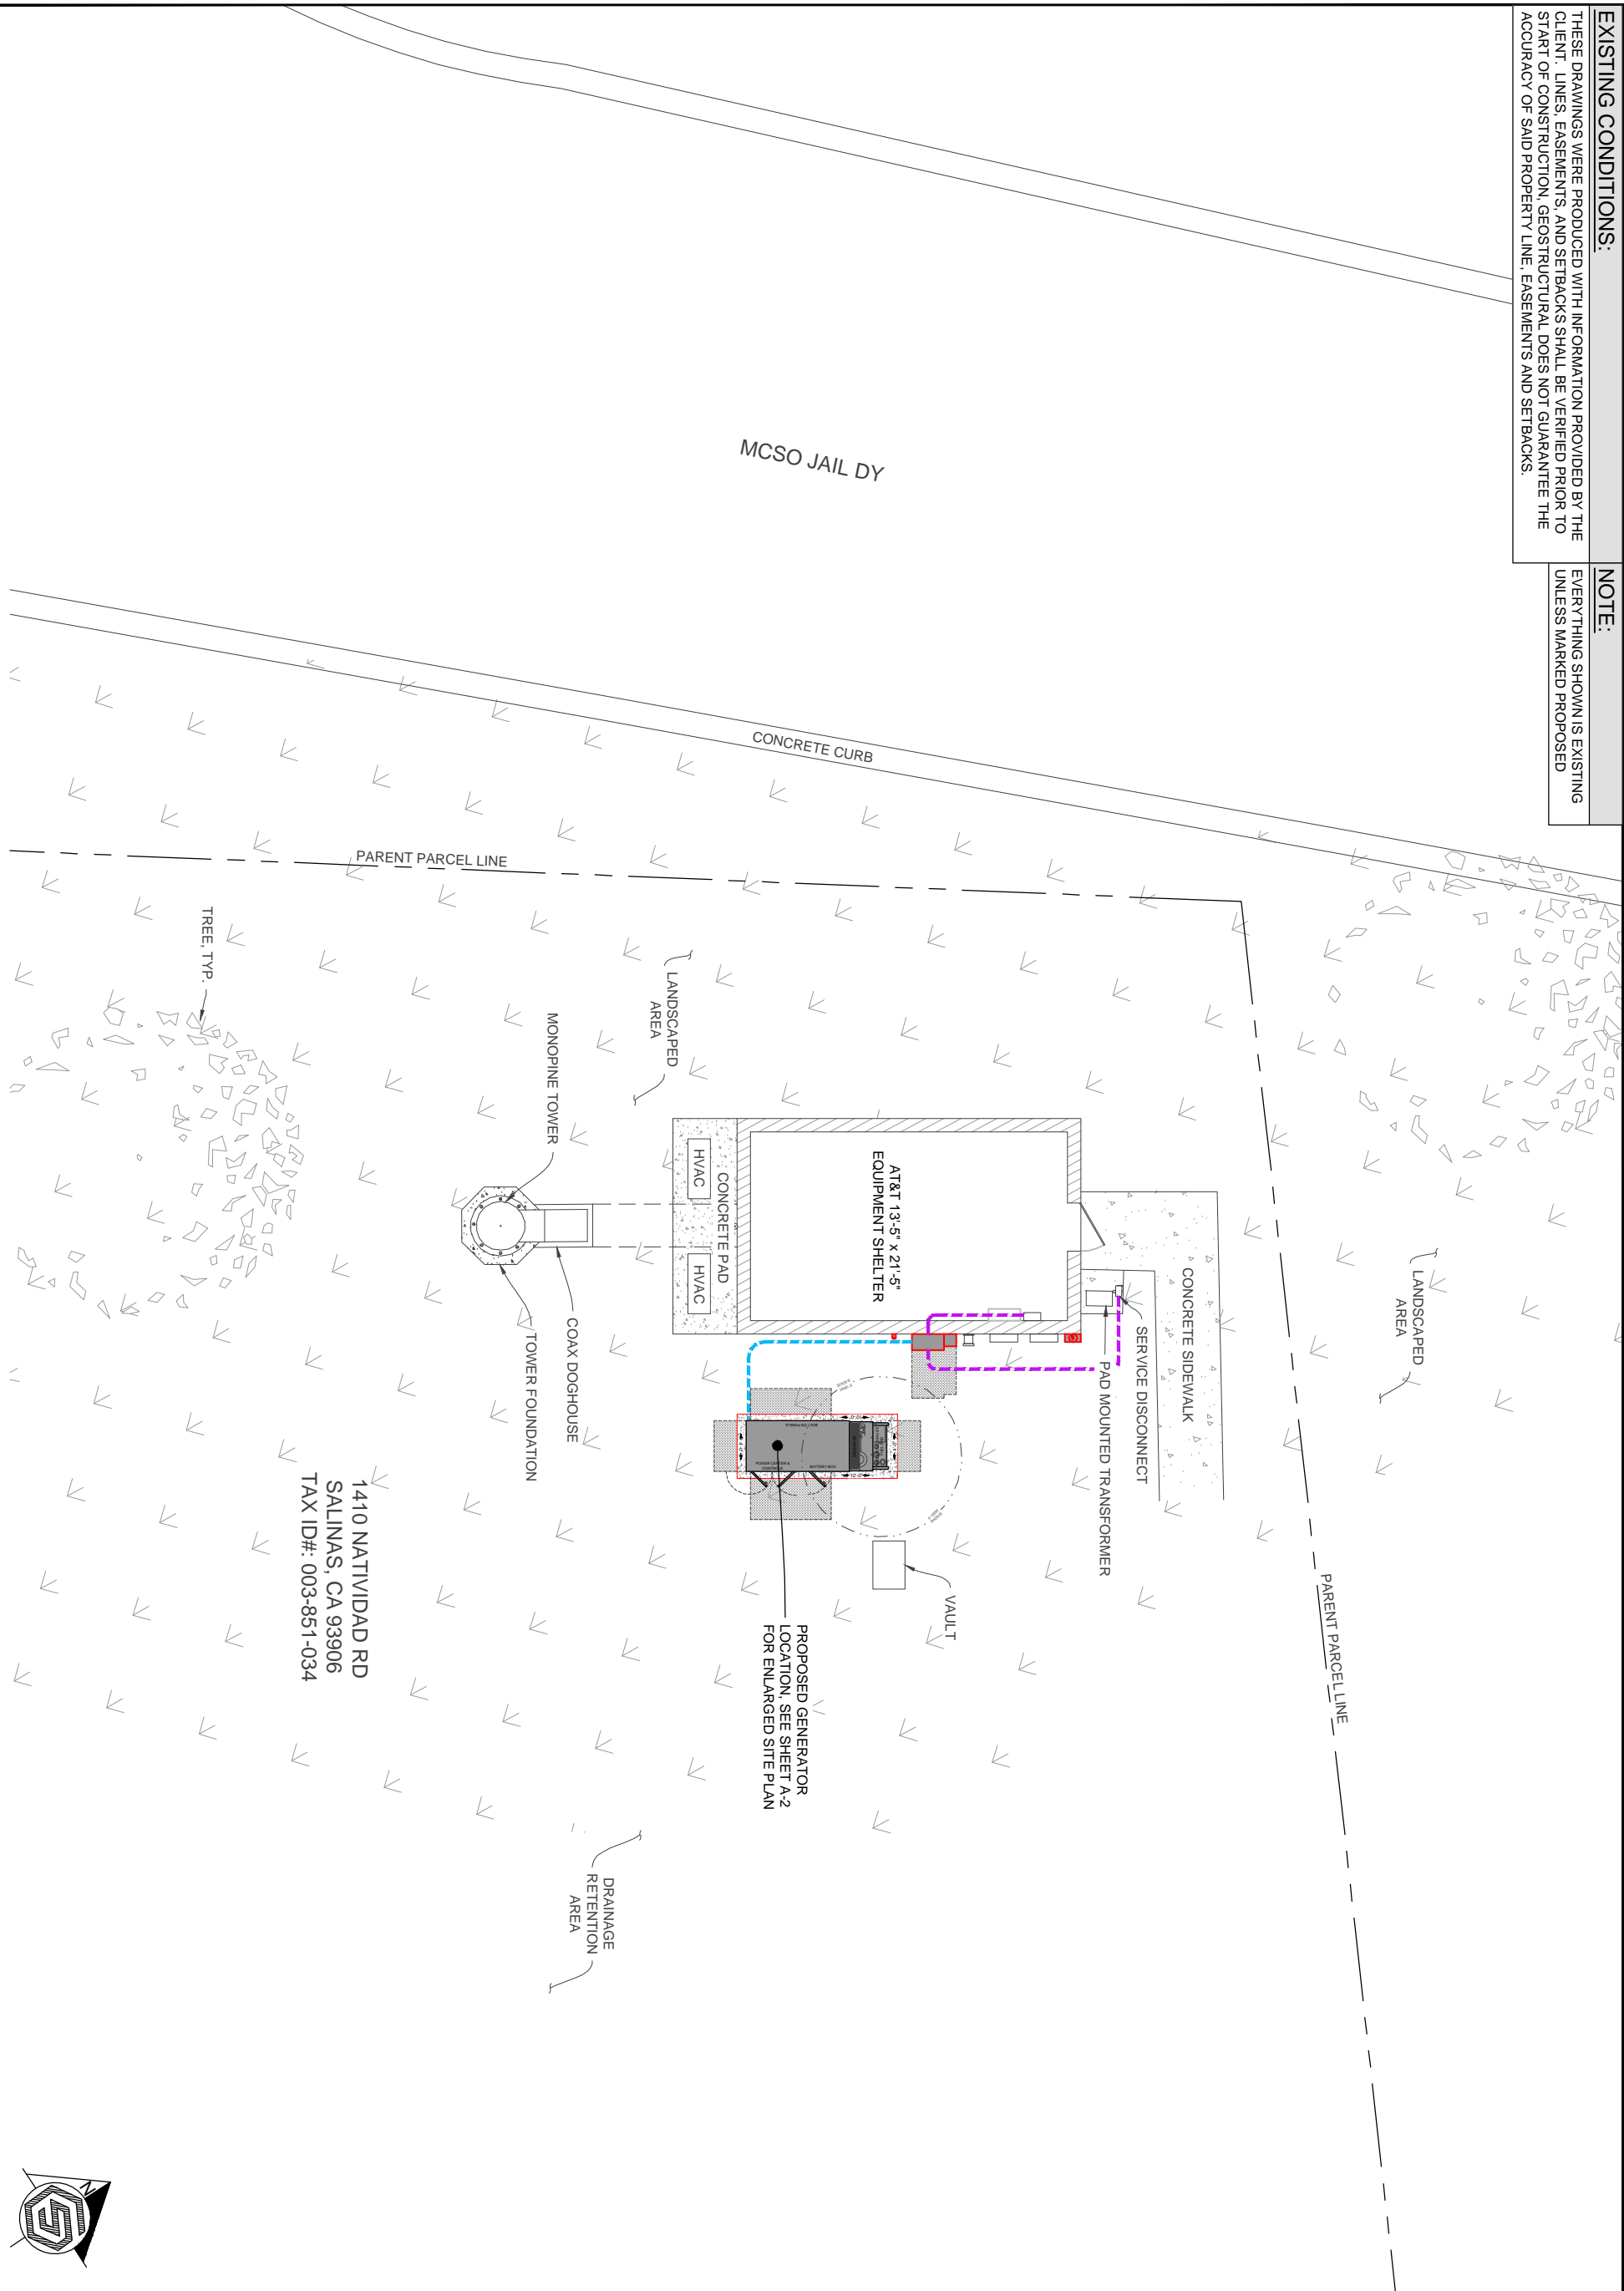 EXISTING CONDITIONS:
THESE DRAWINGS WERE PRODUCED WITH INFORMATION PROVIDED BY THE
CLIENT. LINES, EASEMENTS, AND SETBACKS SHALL BE VERIFIED PRIOR TO
START OF CONSTRUCTION, GEOSTRUCTURAL DOES NOT GUARANTEE THE
ACCURACY OF SAID PROPERTY LINE, EASEMENTS AND SETBACKS.
NOTE:
EVERYTHING SHOWN IS EXISTING
UNLESS MARKED PROPOSED
MCSO JAIL DY
CONCRETE CURB
PARENT PARCEL LINE
TREE, TYP.
LANDSCAPED
AREA
MONOPINE TOWER
HVAC
CONCRETE PAD
HVAC
AT&T 13'-5" x 21'-5"
EQUIPMENT SHELTER
CONCRETE SIDEWALK
LANDSCAPED
AREA
SERVICE DISCONNECT
PAD MOUNTED TRANSFORMER
COAX DOGHOUSE
TOWER FOUNDATION
POWER CENTER &
CONTROLS
BATTERY BOX
VAULT
PARENT PARCEL LINE
PROPOSED GENERATOR
LOCATION, SEE SHEET A-2
FOR ENLARGED SITE PLAN
1410 NATIVIDAD RD
SALINAS, CA 93906
TAX ID#: 003-851-034
DRAINAGE
RETENTION
AREA
N